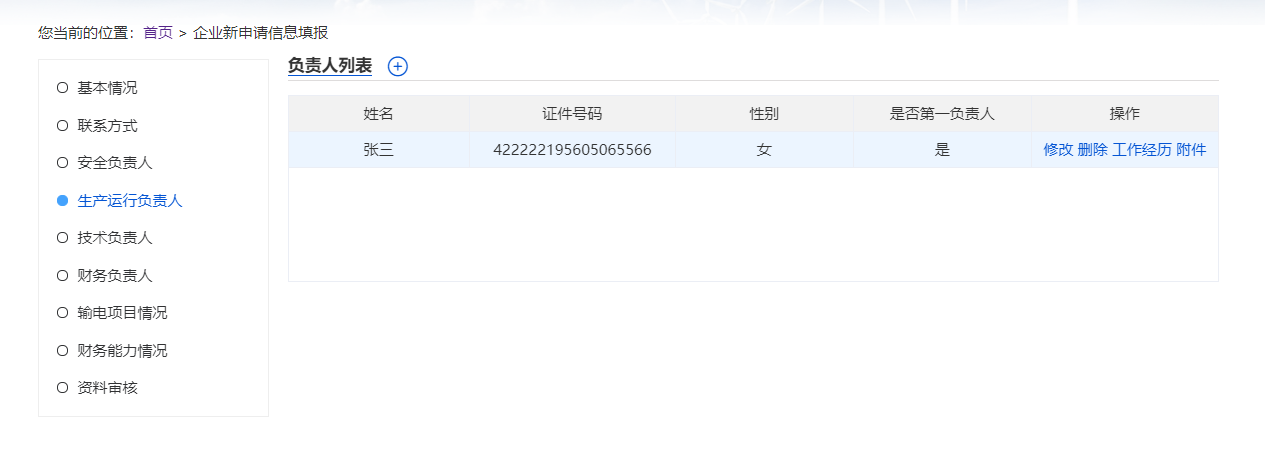 您当前的位置：首页 > 企业新申请信息填报
基本情况
联系方式
安全负责人
生产运行负责人
技术负责人
财务负责人
输电项目情况
财务能力情况
资料审核
负责人列表
姓名 证件号码 性别 是否第一负责人 操作
张三 422222195605065566 女 是 修改 删除 工作经历 附件